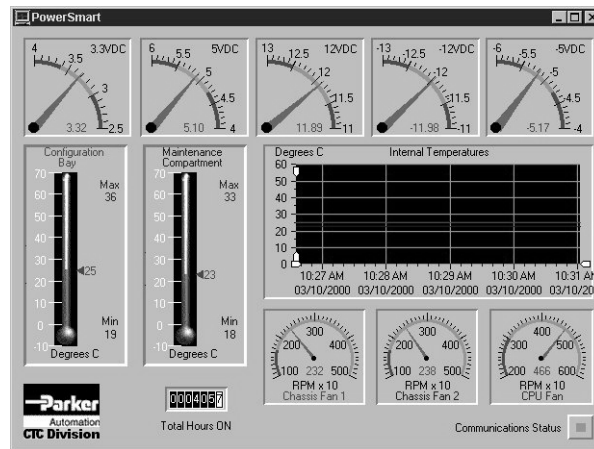 PowerSmart
4 3.3VDC
3.5
3
3.32 2.5
6 5VDC
5.5
5
4.5
5.10 4
13 12VDC
12.5
12
11.5
11.89 11
-13 -12VDC
-12.5
-12
-11.5
-11.98 -11
-6 -5VDC
-5.5
-5
-4.5
-5.17 -4
Configuration
Bay
70
60
50
40
30
20
10
0
-10
Max
36
25
Min
19
Degrees C
Maintenance
Compartment
70
60
50
40
30
20
10
0
-10
Max
33
23
Min
18
Degrees C
Degrees C Internal Temperatures
60
50
40
30
20
10
0
10:27 AM 10:28 AM 10:29 AM 10:30 AM 10:31 A
03/10/2000 03/10/2000 03/10/2000 03/10/2000 03/10/20
200 300 400
100 232 500
RPM x 10
Chassis Fan 1
200 300 400
100 238 500
RPM x 10
Chassis Fan 2
300 400 500
200 466 600
RPM x 10
CPU Fan
Parker
Automation
CTC Division
0004057
Total Hours ON
Communications Status